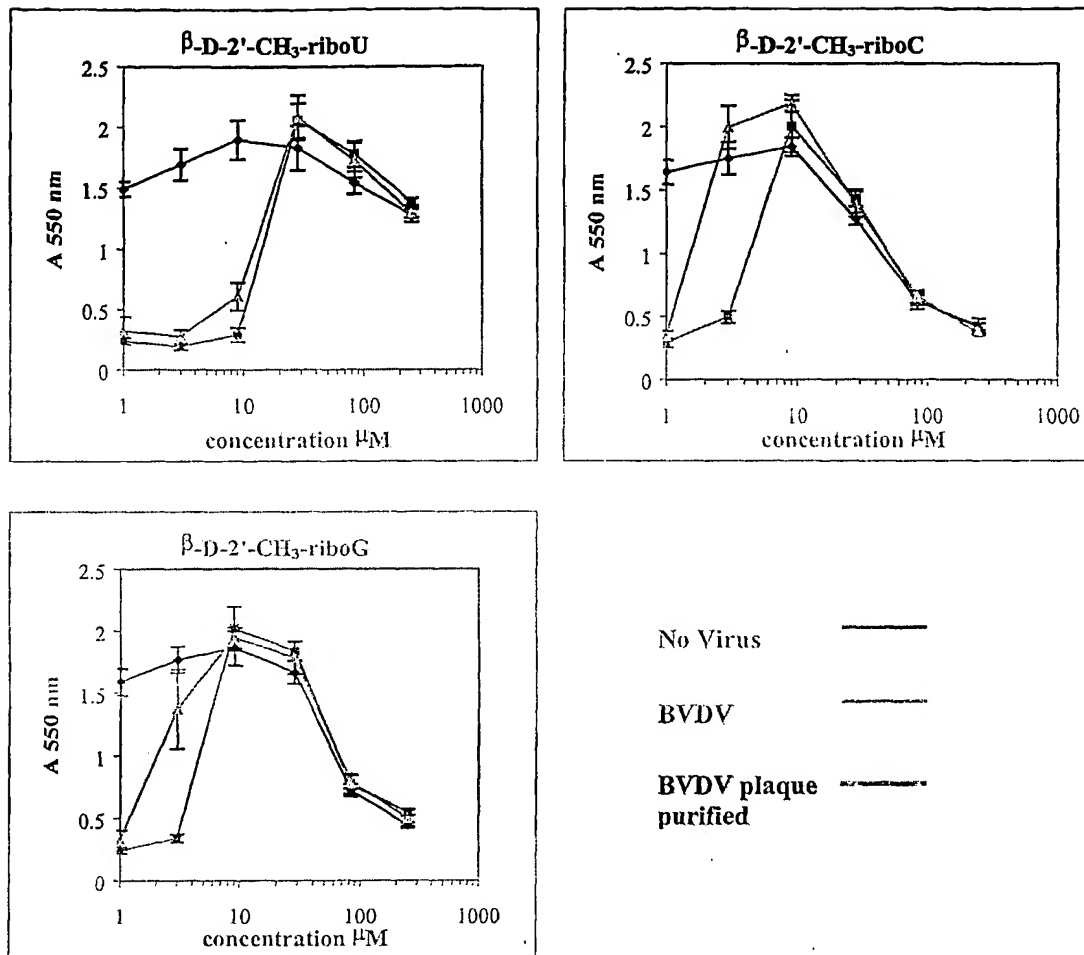 β-D-2'-CH₃-riboU
2.5
2
1.5
1
0.5
0
A 550 nm
1 10 100 1000
concentration µM
β-D-2'-CH₃-riboC
2.5
2
1.5
1
0.5
0
A 550 nm
1 10 100 1000
concentration µM
β-D-2'-CH₃-riboG
2.5
2
1.5
1
0.5
0
A 550 nm
1 10 100 1000
concentration µM
No Virus
BVDV
BVDV plaque
purified